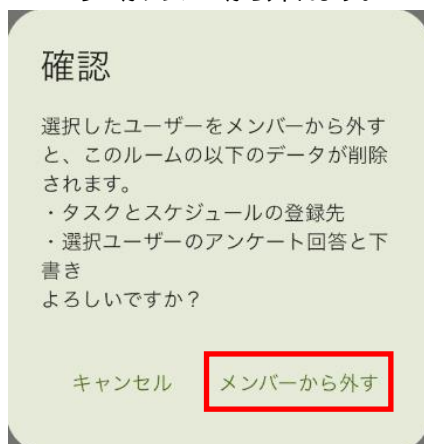 確認
選択したユーザーをメンバーから外す
と、このルームの以下のデータが削除
されます。
・タスクとスケジュールの登録先
・選択ユーザーのアンケート回答と下
書き
よろしいですか?
キャンセル メンバーから外す